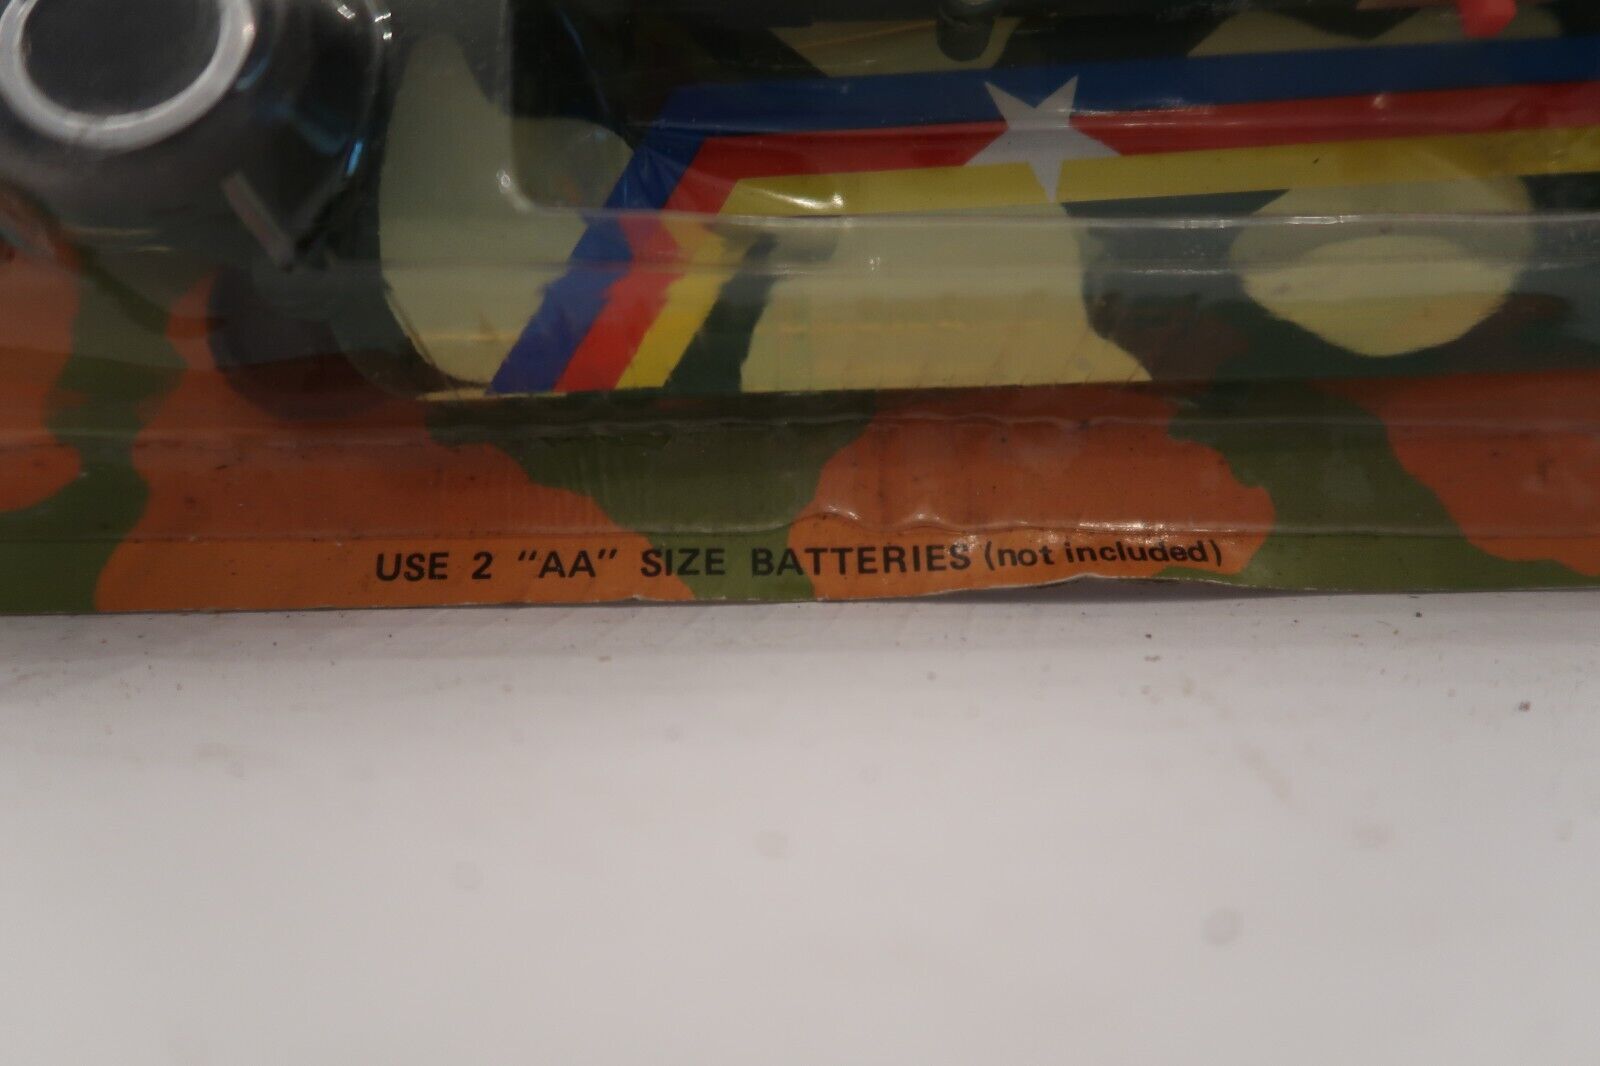 USE 2 "AA" SIZE BATTERIES (not included)